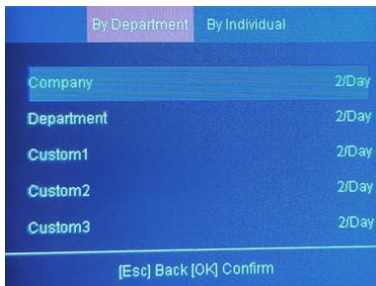 By Department By Individual
Company 2/Day
Department 2/Day
Custom1 2/Day
Custom2 2/Day
Custom3 2/Day
[Esc] Back [OK] Confirm